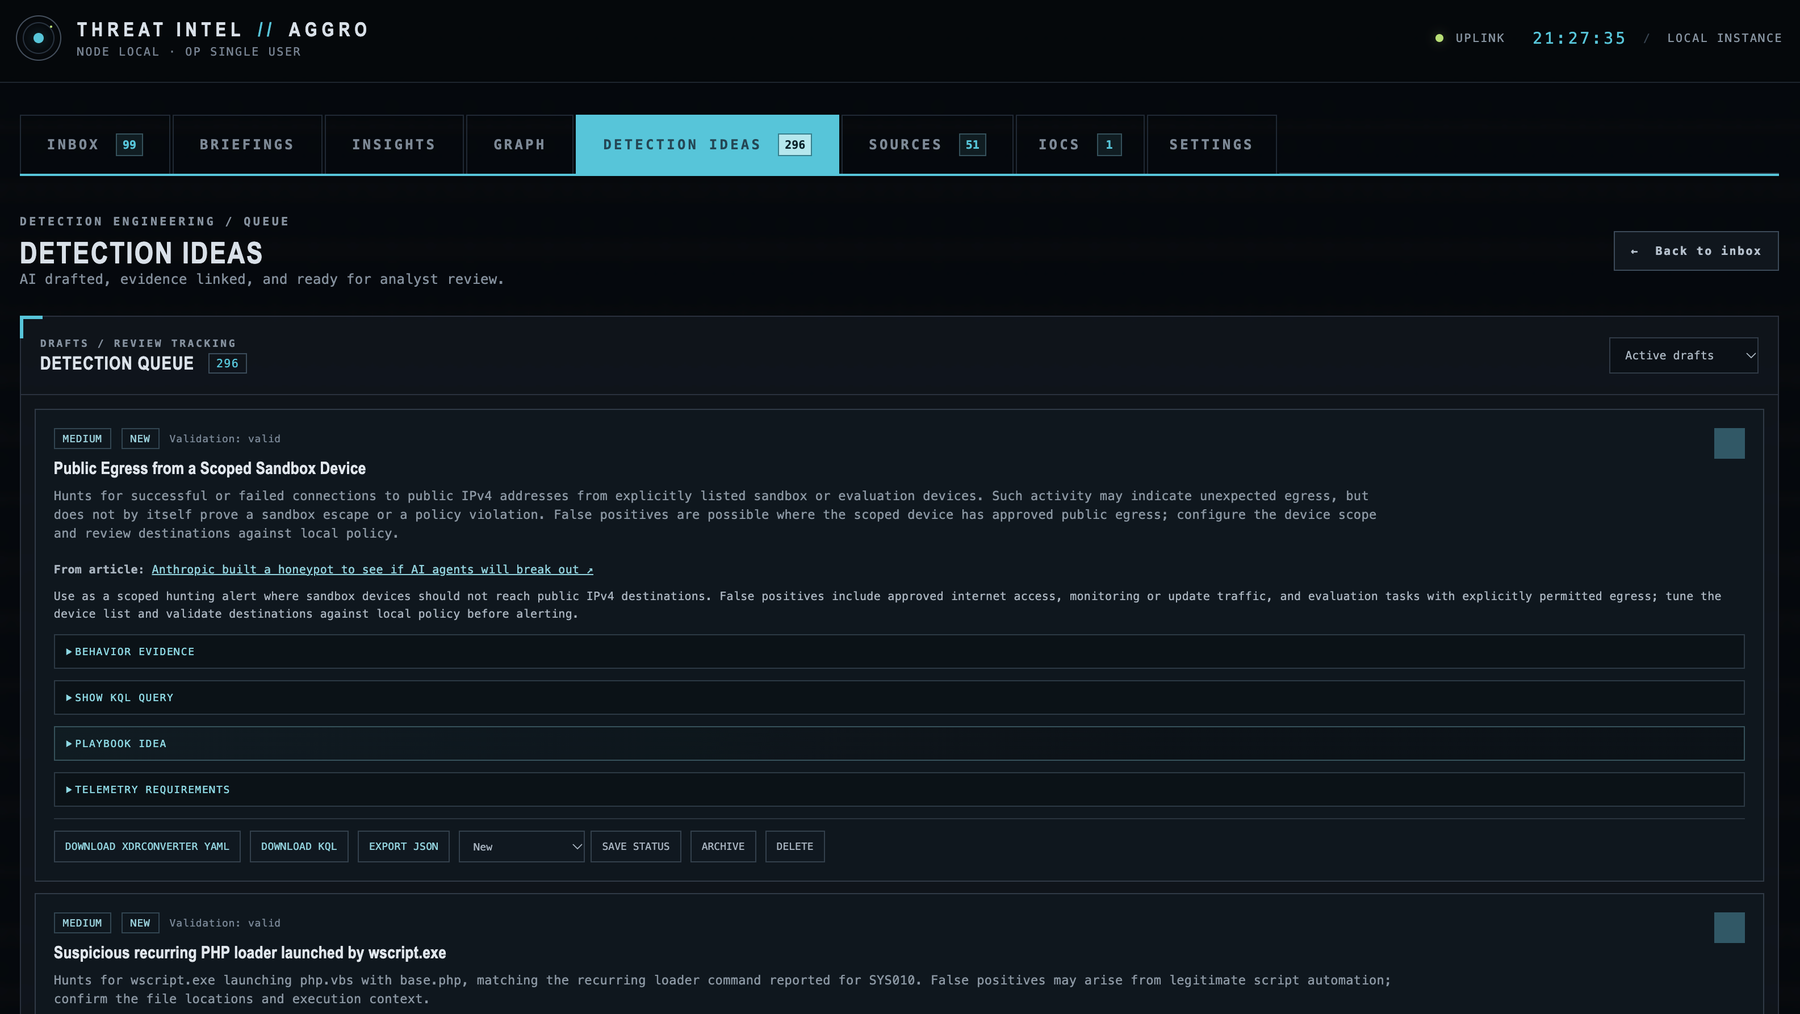 THREAT INTEL // AGGRO
NODE LOCAL · OP SINGLE USER
UPLINK 21:27:35 / LOCAL INSTANCE
INBOX 99 BRIEFINGS INSIGHTS GRAPH DETECTION IDEAS 296 SOURCES 51 IOCS 1 SETTINGS
DETECTION ENGINEERING / QUEUE
DETECTION IDEAS
AI drafted, evidence linked, and ready for analyst review.
← Back to inbox
DRAFTS / REVIEW TRACKING
DETECTION QUEUE 296
Active drafts
MEDIUM NEW Validation: valid
Public Egress from a Scoped Sandbox Device
Hunts for successful or failed connections to public IPv4 addresses from explicitly listed sandbox or evaluation devices. Such activity may indicate unexpected egress, but
does not by itself prove a sandbox escape or a policy violation. False positives are possible where the scoped device has approved public egress; configure the device scope
and review destinations against local policy.
From article: Anthropic built a honeypot to see if AI agents will break out ↗
Use as a scoped hunting alert where sandbox devices should not reach public IPv4 destinations. False positives include approved internet access, monitoring or update traffic, and evaluation tasks with explicitly permitted egress; tune the
device list and validate destinations against local policy before alerting.
▶ BEHAVIOR EVIDENCE
▶ SHOW KQL QUERY
▶ PLAYBOOK IDEA
▶ TELEMETRY REQUIREMENTS
DOWNLOAD XDRCONVERTER YAML DOWNLOAD KQL EXPORT JSON New SAVE STATUS ARCHIVE DELETE
MEDIUM NEW Validation: valid
Suspicious recurring PHP loader launched by wscript.exe
Hunts for wscript.exe launching php.vbs with base.php, matching the recurring loader command reported for SYS010. False positives may arise from legitimate script automation;
confirm the file locations and execution context.